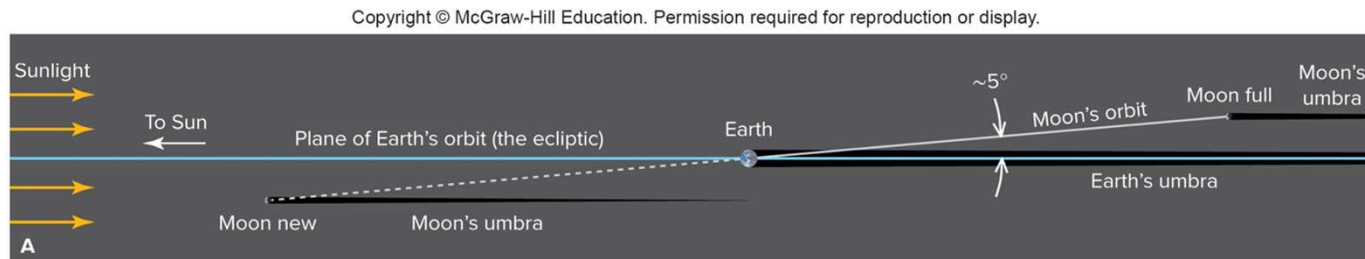 Copyright © McGraw-Hill Education. Permission required for reproduction or display.
Sunlight
To Sun
Plane of Earth's orbit (the ecliptic)
Earth
~5°
Moon's orbit
Moon full
Moon's
umbra
Earth's umbra
Moon new
Moon's umbra
A